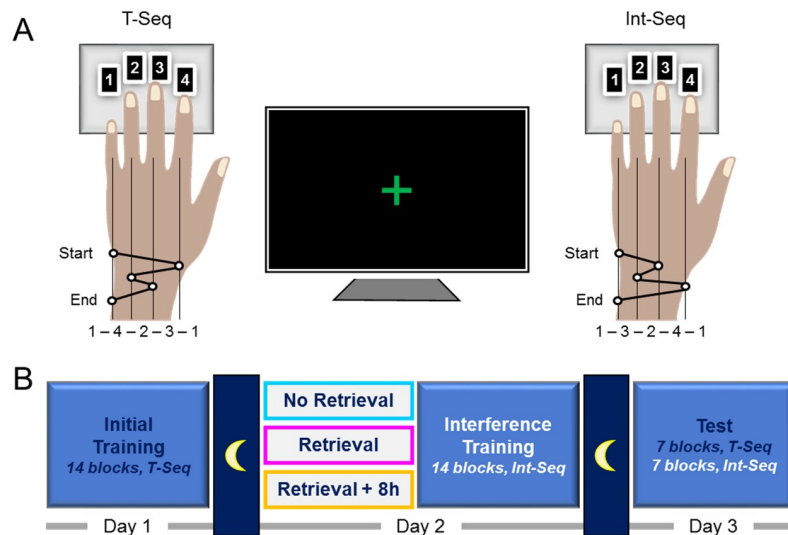 A
T-Seq
1 2 3 4
Start
End
1 – 4 – 2 – 3 – 1
Int-Seq
1 2 3 4
Start
End
1 – 3 – 2 – 4 – 1
B
Initial
Training
14 blocks, T-Seq
No Retrieval
Retrieval
Retrieval + 8h
Interference
Training
14 blocks, Int-Seq
Test
7 blocks, T-Seq
7 blocks, Int-Seq
Day 1
Day 2
Day 3